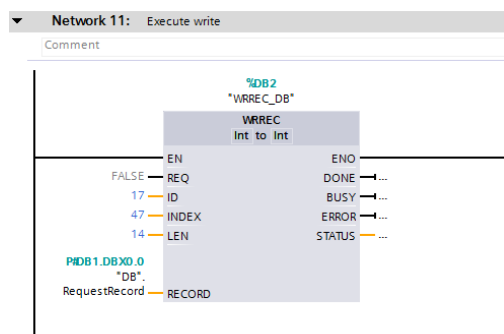 Network 11: Execute write
Comment
%DB2
"WRREC_DB"
WRREC
Int to Int
EN ENO
FALSE REQ DONE ...
17 ID BUSY ...
47 INDEX ERROR ...
14 LEN STATUS ...
P#DB1.DBX0.0
"DB".
RequestRecord RECORD